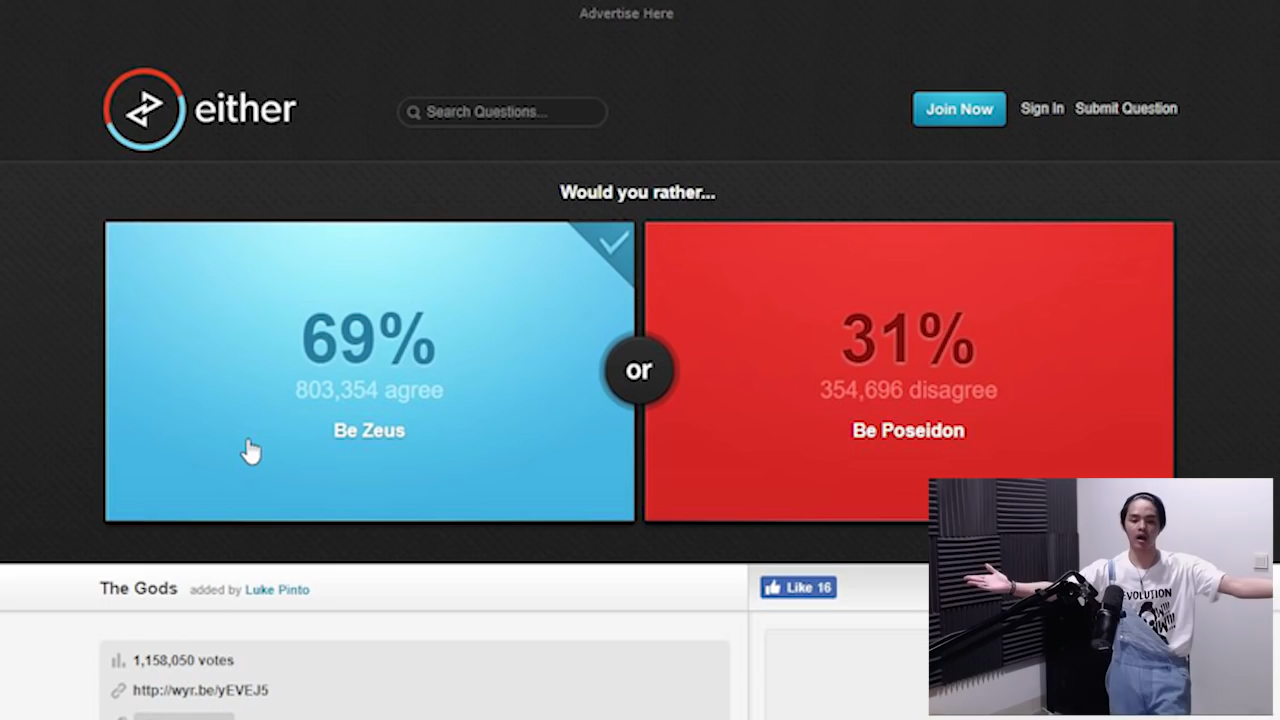 Advertise Here
either
Search Questions...
Join Now
Sign In
Submit Question
Would you rather...
69%
803,354 agree
Be Zeus
or
31%
354,696 disagree
Be Poseidon
The Gods added by Luke Pinto
Like 16
1,158,050 votes
http://wyr.be/yEVEJ5